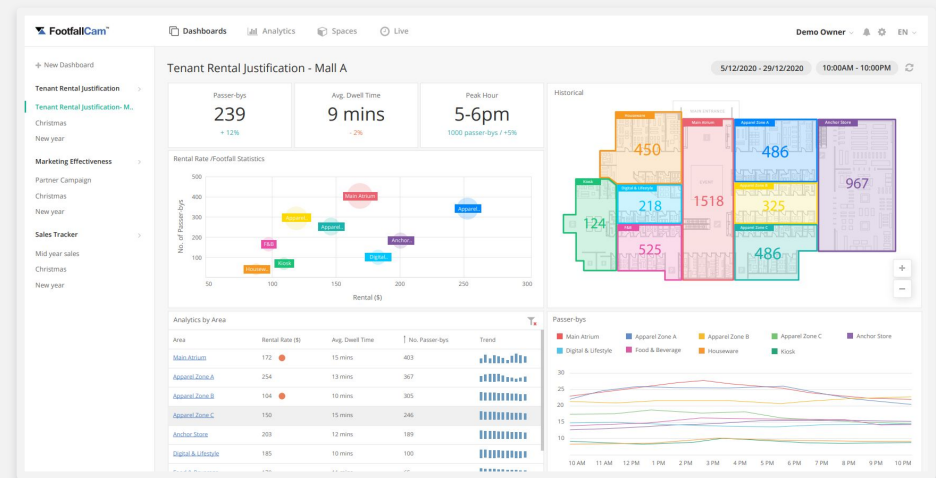 FootfallCam™
Dashboards
Analytics
Spaces
Live
Demo Owner
EN
+ New Dashboard
Tenant Rental Justification
Tenant Rental Justification- M..
Christmas
New year
Marketing Effectiveness
Partner Campaign
Christmas
New year
Sales Tracker
Mid year sales
Christmas
New year
Tenant Rental Justification - Mall A
5/12/2020 - 29/12/2020
10:00AM - 10:00PM
Passer-bys
239
+ 12%
Avg. Dwell Time
9 mins
- 2%
Peak Hour
5-6pm
1000 passer-bys / +5%
Rental Rate /Footfall Statistics
No. of Passer-bys
500
400
300
200
100
Main Atrium
Apparel..
Apparel..
Apparel..
F&B
Anchor..
Digital..
Kiosk
Housew..
50 100 150 200 250 300
Rental ($)
Historical
MAIN ENTRANCE
Houseware
450
Main Atrium
1518
Apparel Zone A
486
Anchor Store
967
Kiosk
124
Digital & Lifestyle
218
325
F&B
525
Apparel Zone C
486
+
−
Analytics by Area
Area Rental Rate ($) Avg. Dwell Time No. Passer-bys Trend
Main Atrium 172 15 mins 403
Apparel Zone A 254 13 mins 367
Apparel Zone B 104 10 mins 305
Apparel Zone C 150 15 mins 246
Anchor Store 203 12 mins 189
Digital & Lifestyle 185 10 mins 100
Passer-bys
Main Atrium Apparel Zone A Apparel Zone B Apparel Zone C Anchor Store
Digital & Lifestyle Food & Beverage Houseware Kiosk
30
25
20
15
10
10 AM 11 AM 12 PM 1 PM 2 PM 3 PM 4 PM 5 PM 6 PM 7 PM 8 PM 9 PM 10 PM